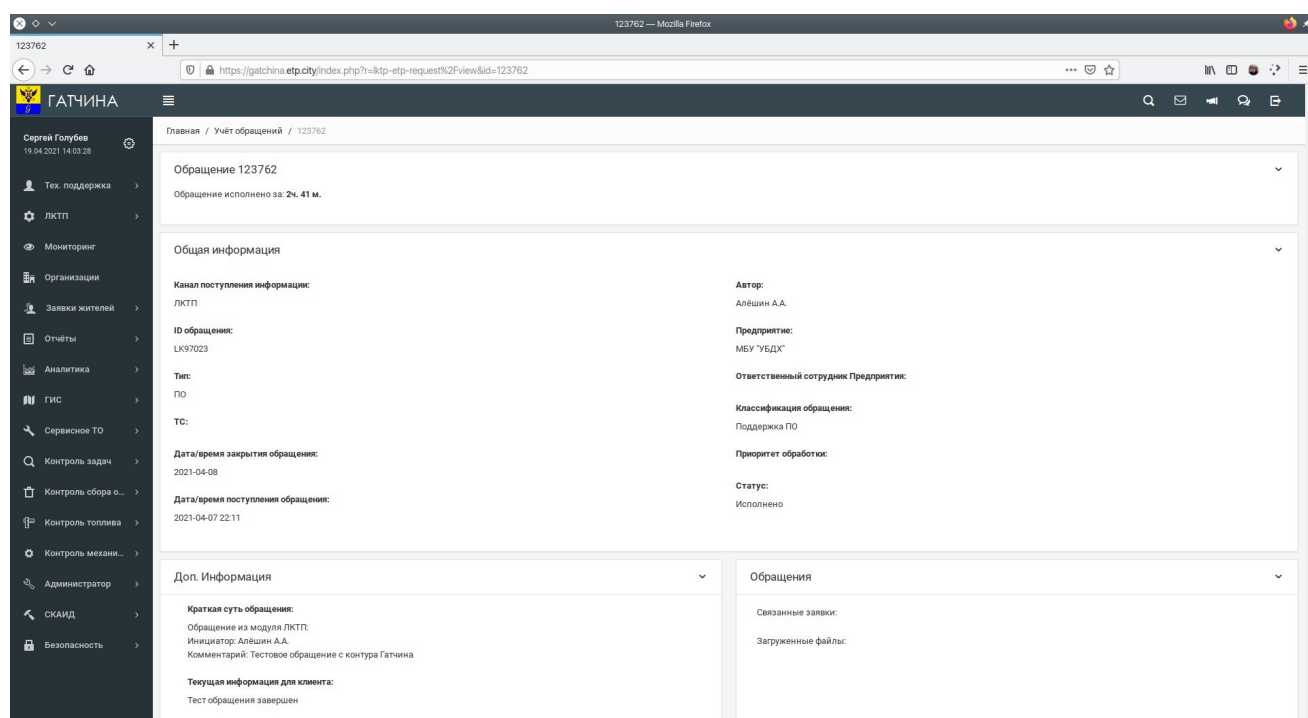 123762 — Mozilla Firefox
123762
https://gatchina.etp.city/index.php?r=lktp-etp-request%2Fview&id=123762
ГАТЧИНА
Сергей Голубев
19.04.2021 14:03:28
Тех. поддержка
ЛКТП
Мониторинг
Организации
Заявки жителей
Отчёты
Аналитика
ГИС
Сервисное ТО
Контроль задач
Контроль сбора о...
Контроль топлива
Контроль механи...
Администратор
СКАИД
Безопасность
Главная / Учёт обращений / 123762
Обращение 123762
Обращение исполнено за: 2ч. 41 м.
Общая информация
Канал поступления информации:
ЛКТП
ID обращения:
LK97023
Тип:
ПО
ТС:
Дата/время закрытия обращения:
2021-04-08
Дата/время поступления обращения:
2021-04-07 22:11
Автор:
Алёшин А.А.
Предприятие:
МБУ "УБДХ"
Ответственный сотрудник Предприятия:
Классификация обращения:
Поддержка ПО
Приоритет обработки:
Статус:
Исполнено
Доп. Информация
Краткая суть обращения:
Обращение из модуля ЛКТП:
Инициатор: Алёшин А.А.
Комментарий: Тестовое обращение с контура Гатчина
Текущая информация для клиента:
Тест обращения завершен
Обращения
Связанные заявки:
Загруженные файлы: